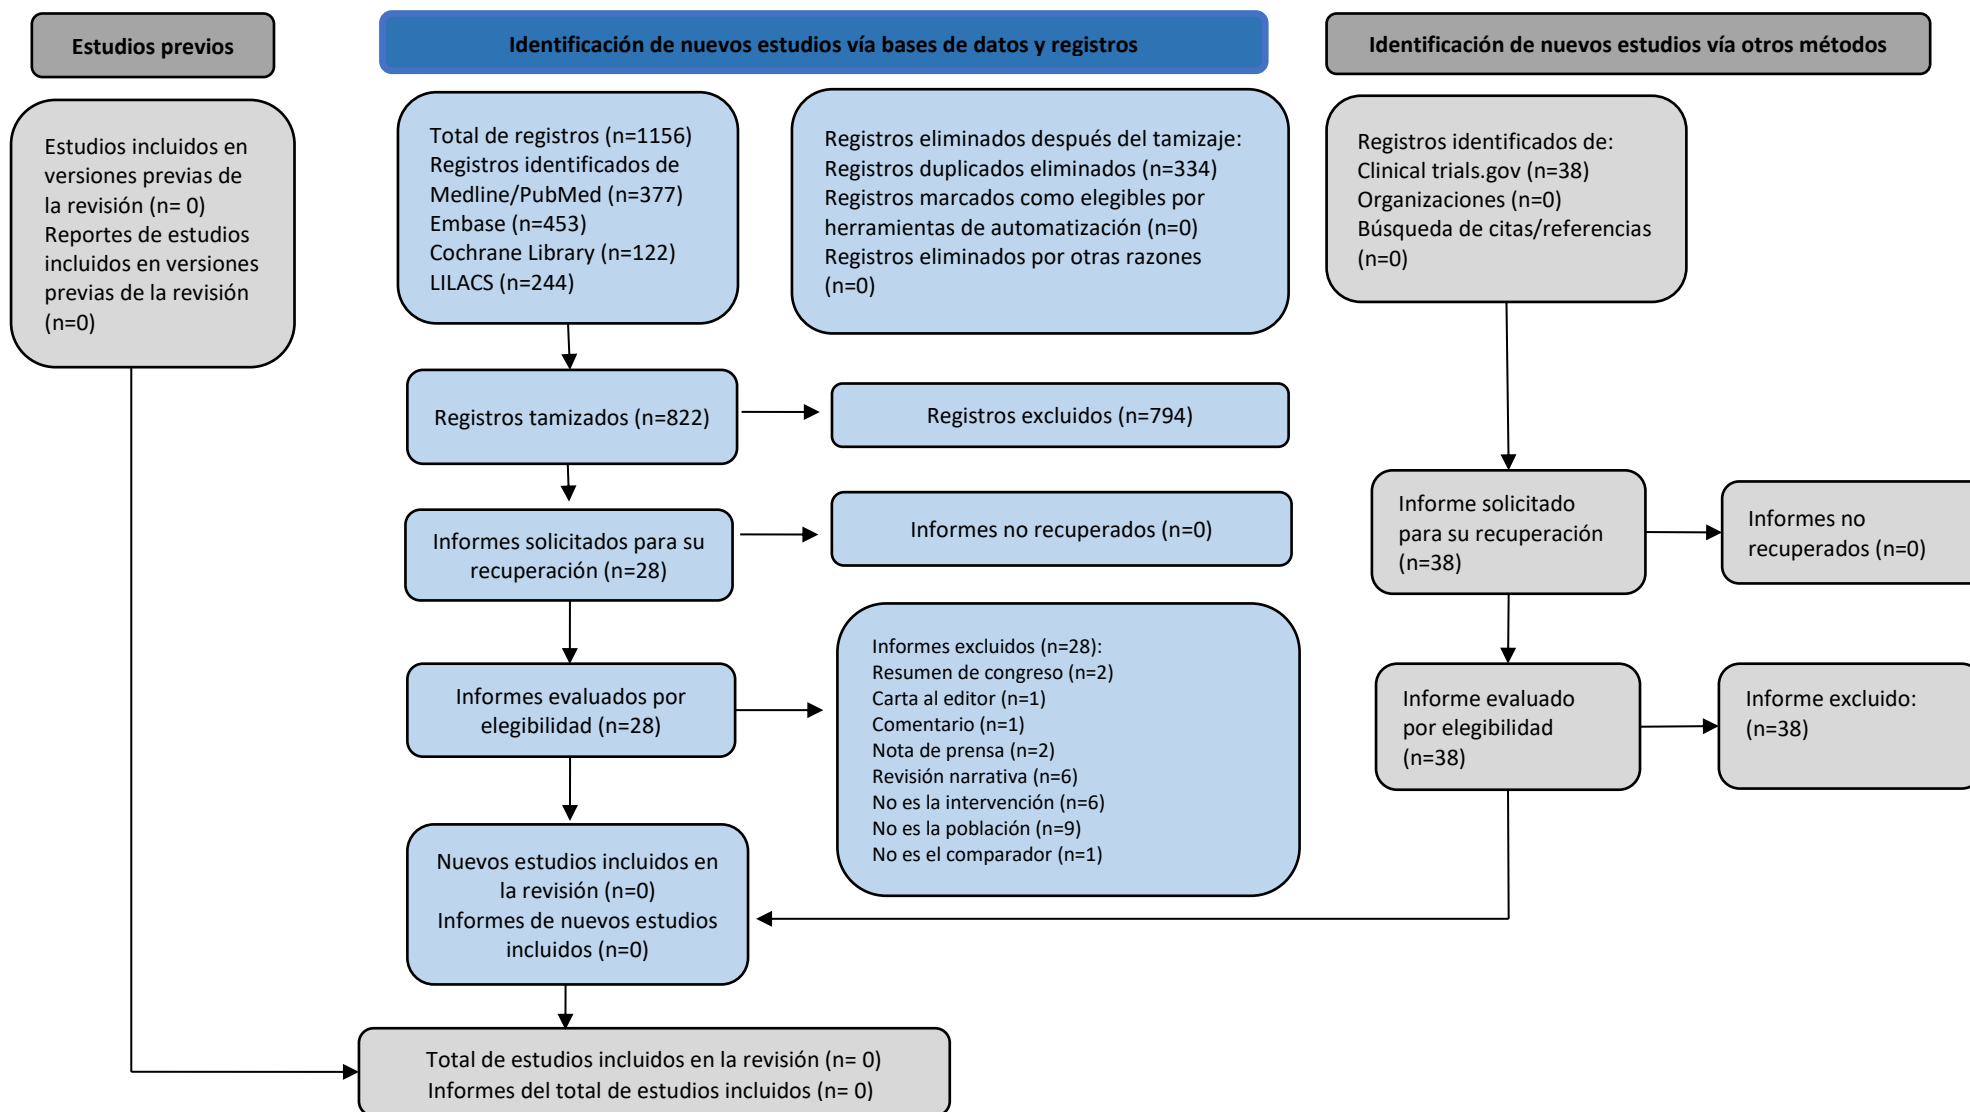 Estudios previos
Identificación de nuevos estudios vía bases de datos y registros
Identificación de nuevos estudios vía otros métodos
Estudios incluidos en
versiones previas de
la revisión (n= 0)
Reportes de estudios
incluidos en versiones
previas de la revisión
(n=0)
Total de registros (n=1156)
Registros identificados de
Medline/PubMed (n=377)
Embase (n=453)
Cochrane Library (n=122)
LILACS (n=244)
Registros eliminados después del tamizaje:
Registros duplicados eliminados (n=334)
Registros marcados como elegibles por
herramientas de automatización (n=0)
Registros eliminados por otras razones
(n=0)
Registros identificados de:
Clinical trials.gov (n=38)
Organizaciones (n=0)
Búsqueda de citas/referencias
(n=0)
Registros tamizados (n=822)
Registros excluidos (n=794)
Informes solicitados para su
recuperación (n=28)
Informes no recuperados (n=0)
Informe solicitado
para su recuperación
(n=38)
Informes no
recuperados (n=0)
Informes evaluados por
elegibilidad (n=28)
Informes excluidos (n=28):
Resumen de congreso (n=2)
Carta al editor (n=1)
Comentario (n=1)
Nota de prensa (n=2)
Revisión narrativa (n=6)
No es la intervención (n=6)
No es la población (n=9)
No es el comparador (n=1)
Informe evaluado
por elegibilidad
(n=38)
Informe excluido:
(n=38)
Nuevos estudios incluidos en
la revisión (n=0)
Informes de nuevos estudios
incluidos (n=0)
Total de estudios incluidos en la revisión (n= 0)
Informes del total de estudios incluidos (n= 0)